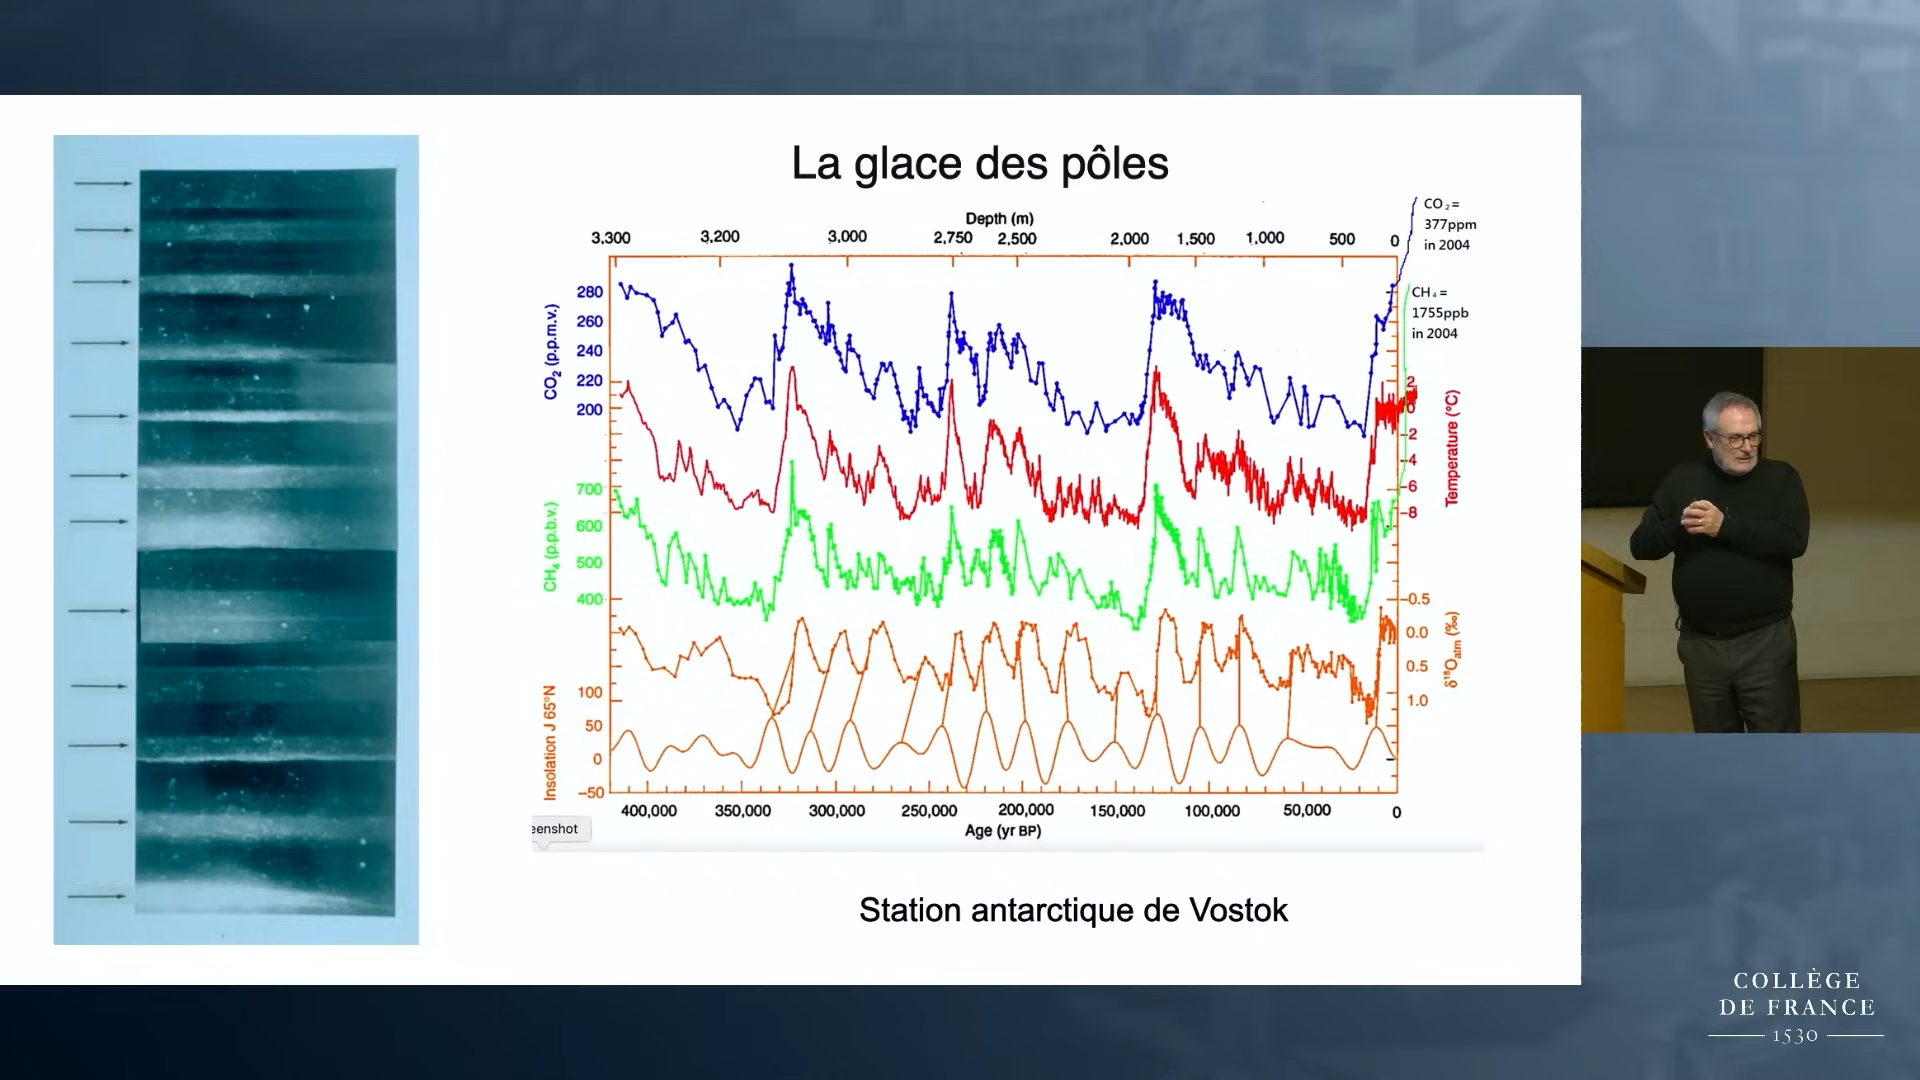 La glace des pôles
Depth (m)
3,300 3,200 3,000 2,750 2,500 2,000 1,500 1,000 500 0
CO₂ =
377ppm
in 2004
CH₄ =
1755ppb
in 2004
CO₂ (p.p.m.v.)
280
260
240
220
200
2
0
-2
-4
-6
-8
Temperature (°C)
CH₄ (p.p.b.v.)
700
600
500
400
-0.5
0.0
0.5
1.0
δ¹⁸Oatm (‰)
Insolation J 65°N
100
50
0
-50
400,000 350,000 300,000 250,000 200,000 150,000 100,000 50,000 0
Age (yr BP)
eenshot
Station antarctique de Vostok
COLLÈGE
DE FRANCE
1530